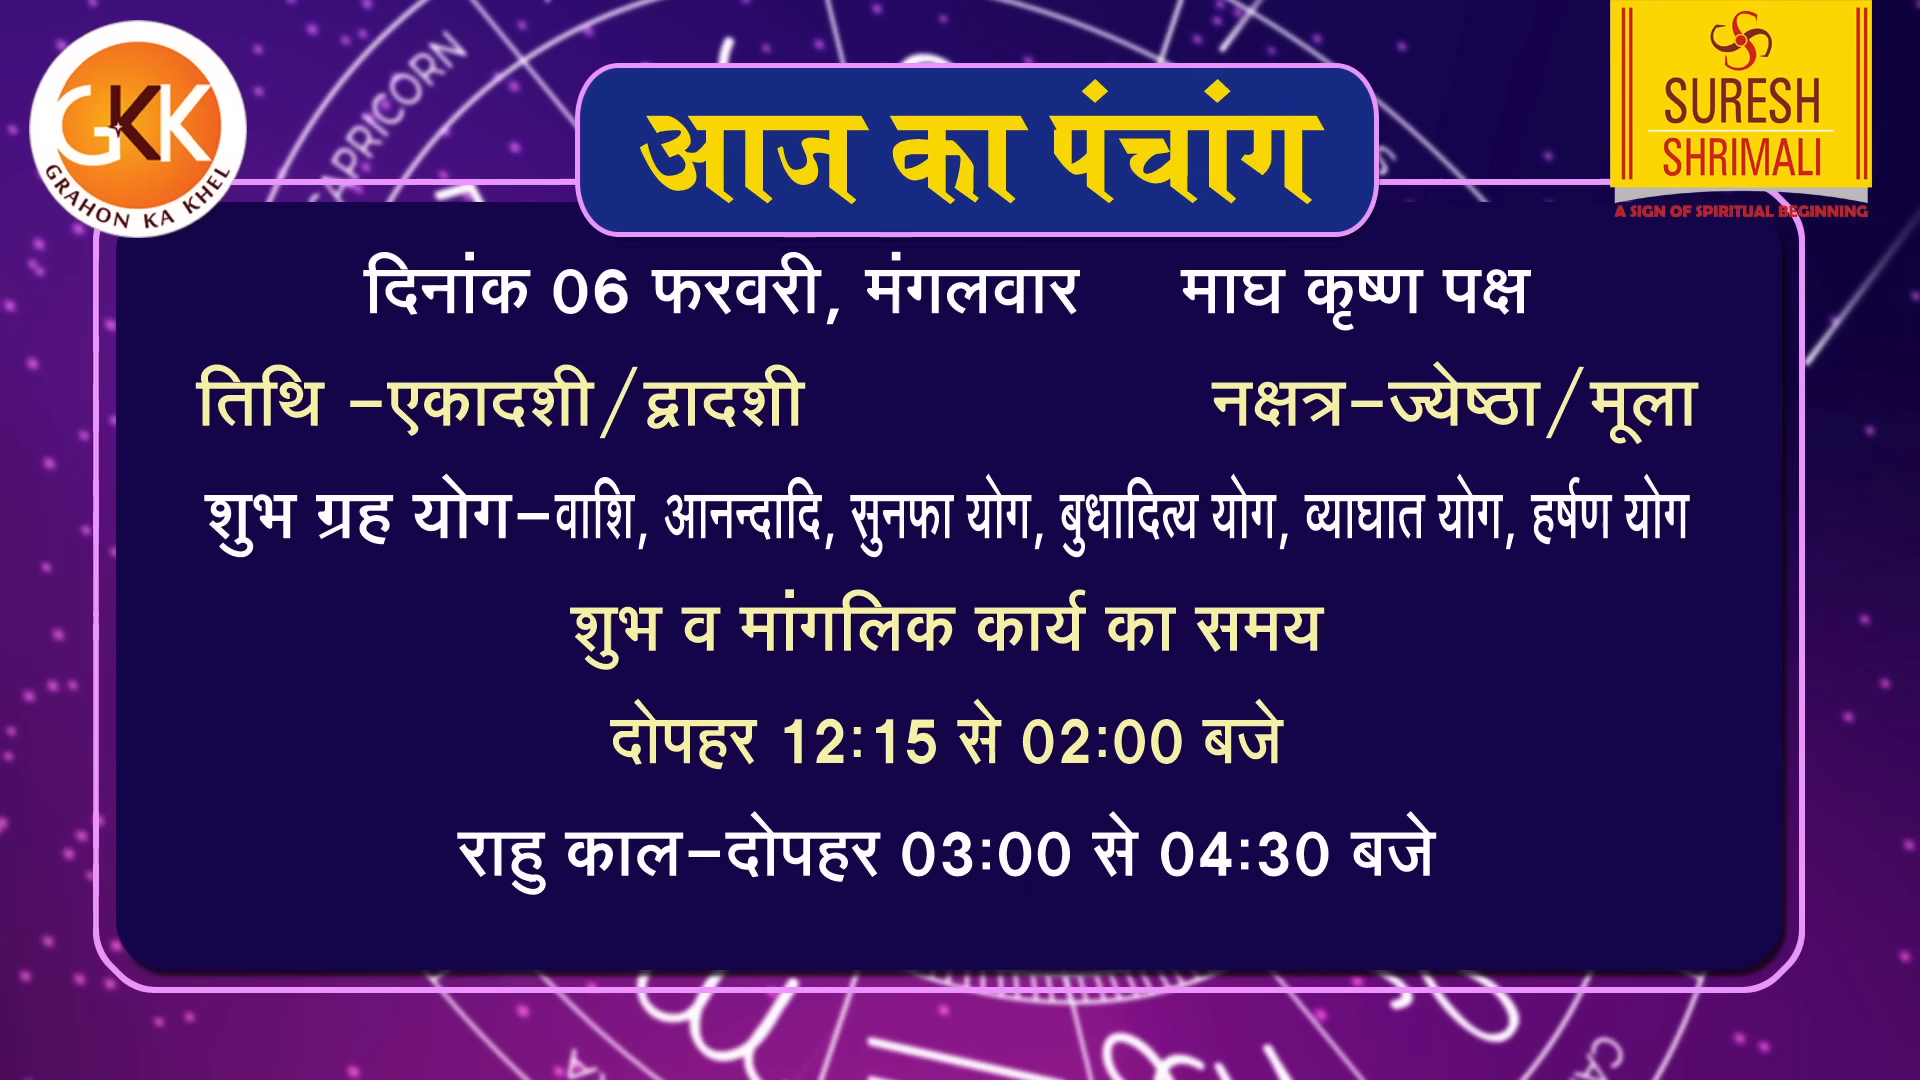 GKK
GRAHON KA KHEL
CAPRICORN
SURESH
SHRIMALI
A SIGN OF SPIRITUAL BEGINNING
आज का पंचांग
दिनांक 06 फरवरी, मंगलवार माघ कृष्ण पक्ष
तिथि -एकादशी/द्वादशी नक्षत्र-ज्येष्ठा/मूला
शुभ ग्रह योग-वाशि, आनन्दादि, सुनफा योग, बुधादित्य योग, व्याघात योग, हर्षण योग
शुभ व मांगलिक कार्य का समय
दोपहर 12:15 से 02:00 बजे
राहु काल-दोपहर 03:00 से 04:30 बजे